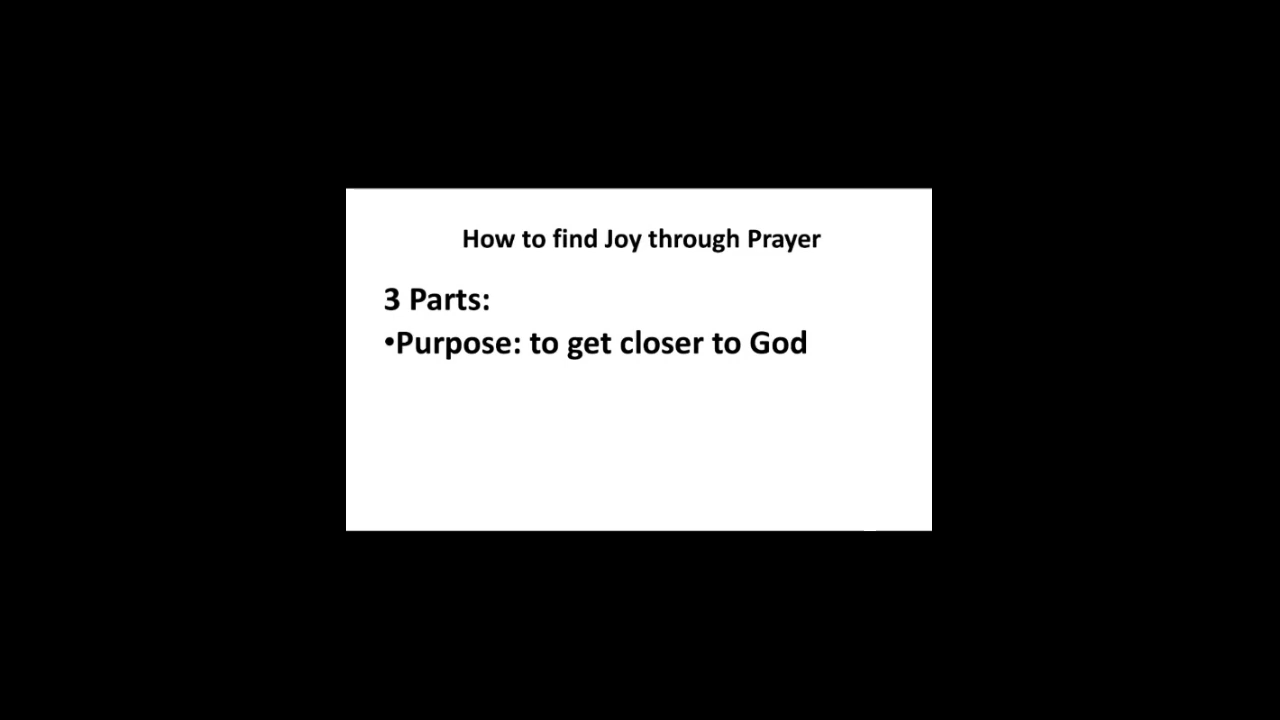 How to find Joy through Prayer
3 Parts:
•Purpose: to get closer to God